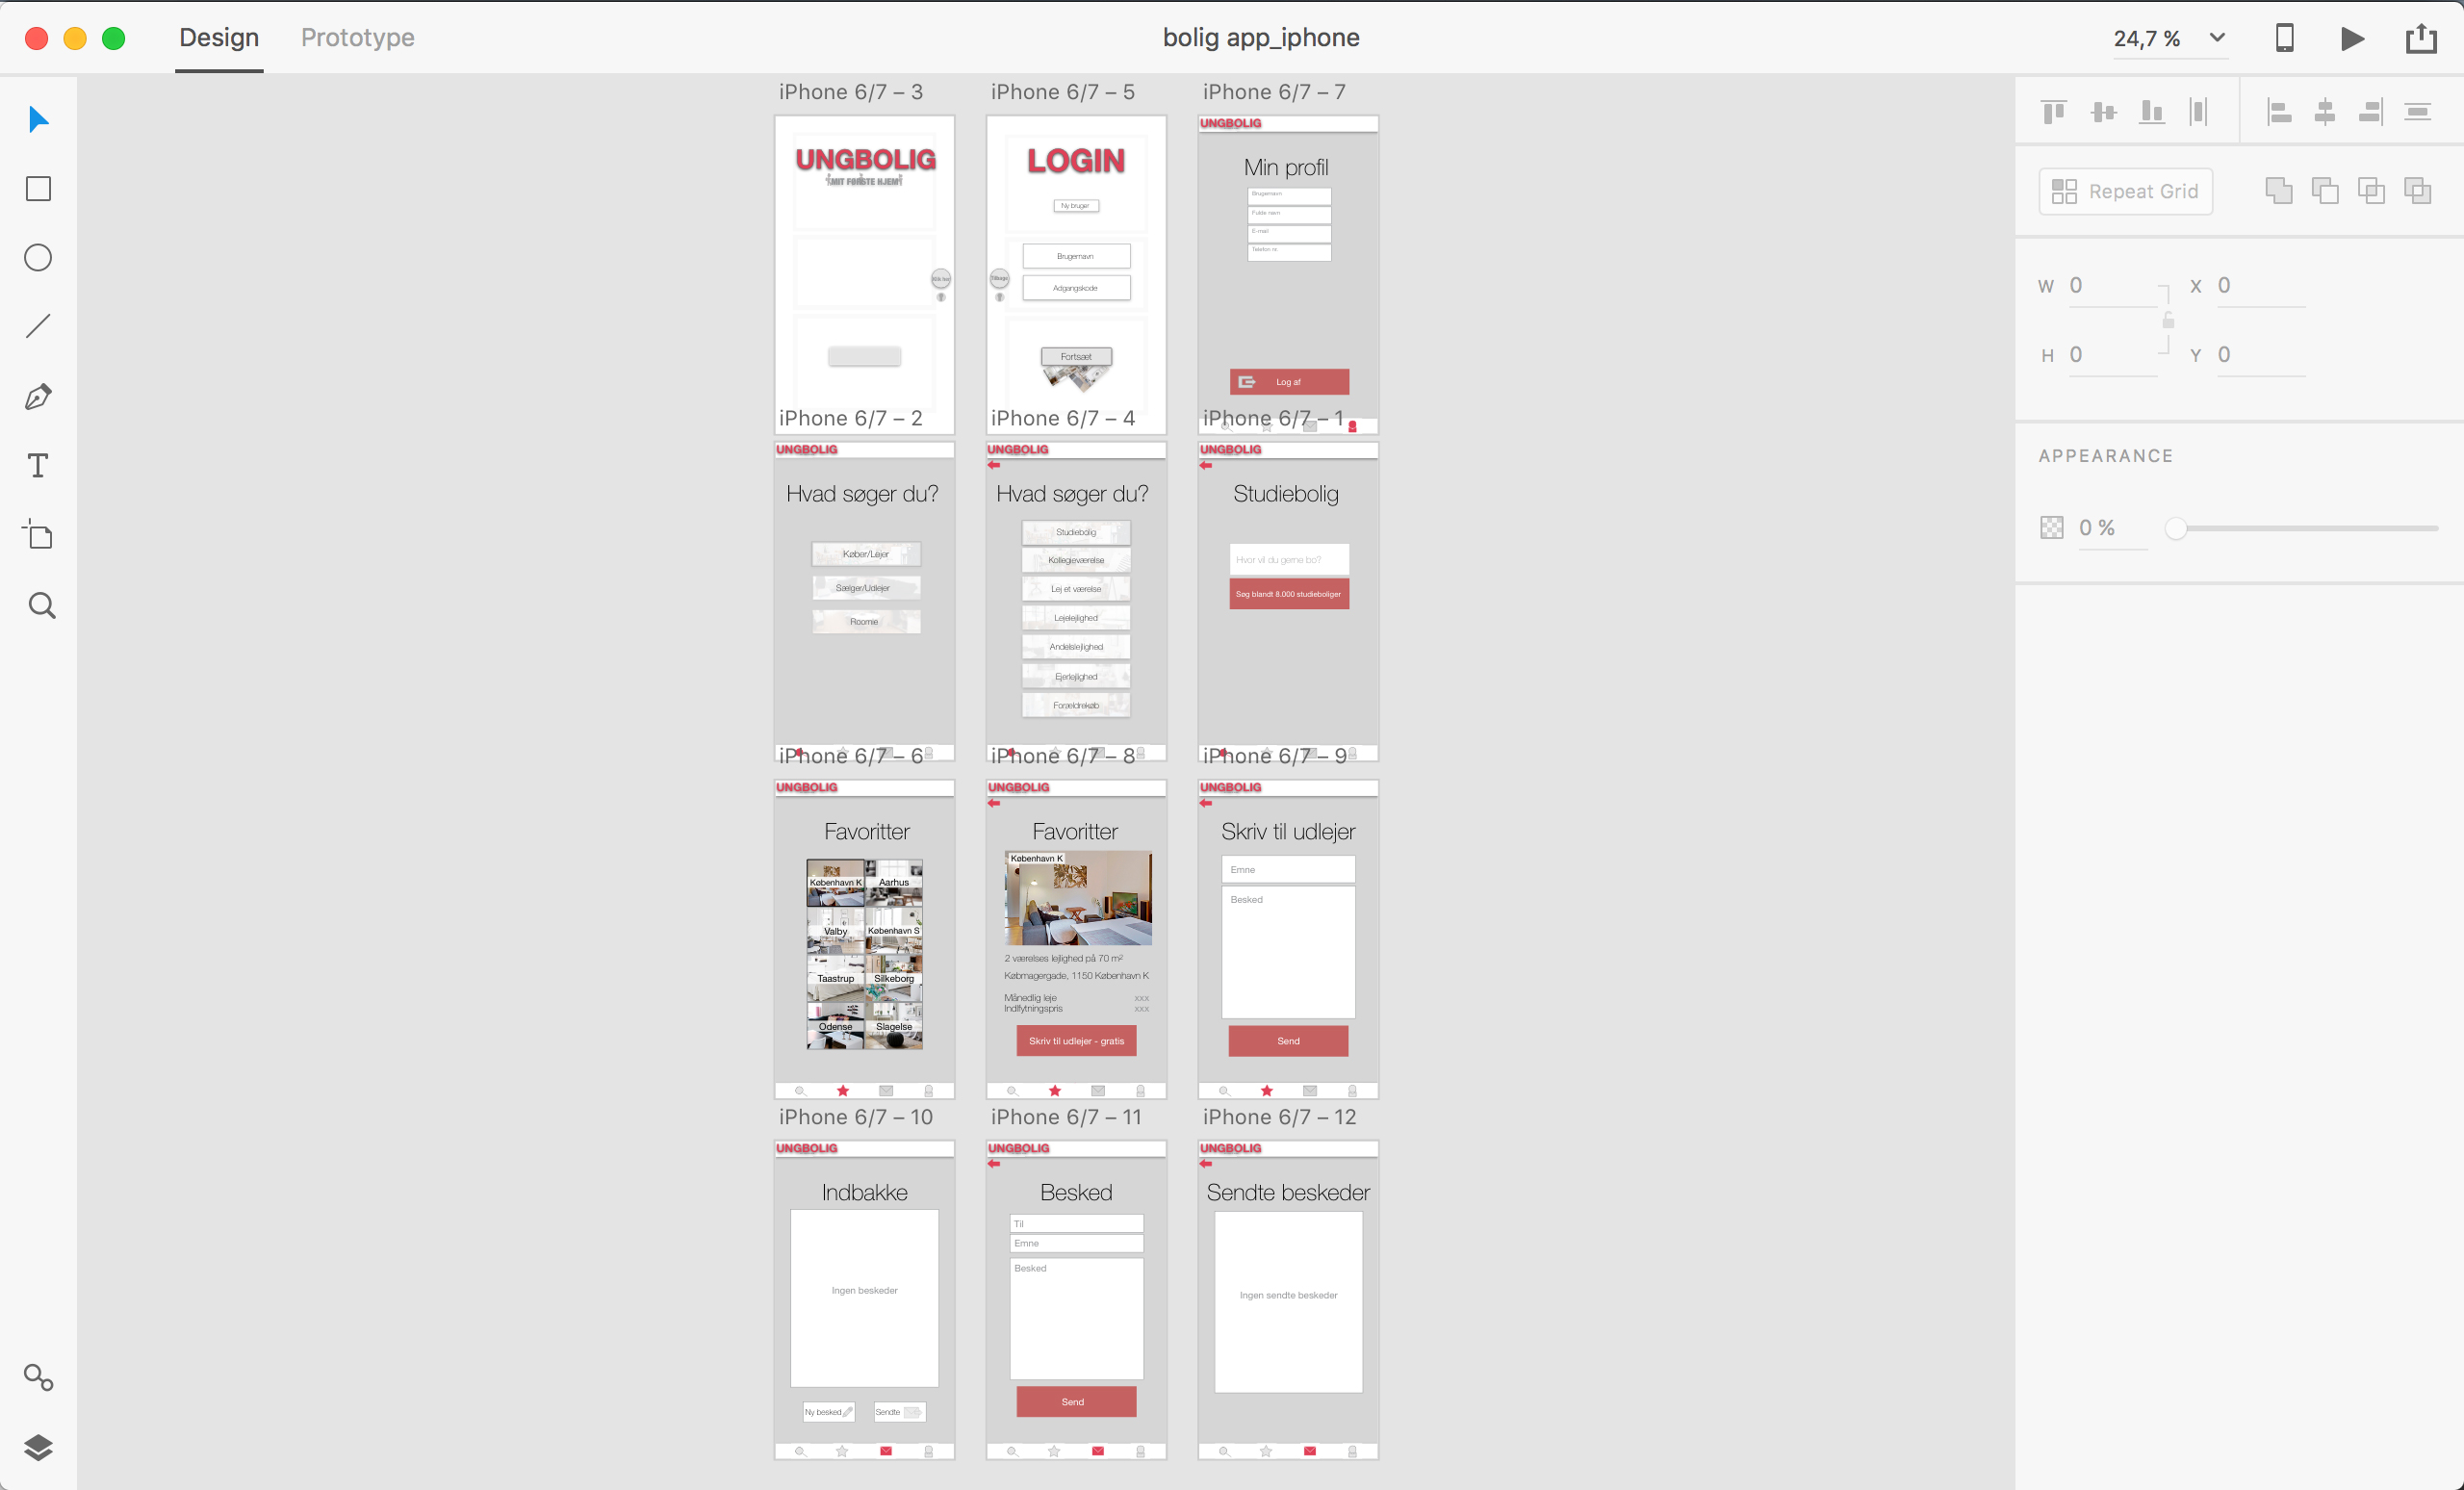 Design
Prototype
bolig app_iphone
24,7 %
iPhone 6/7 – 3
iPhone 6/7 – 5
iPhone 6/7 – 7
UNGBOLIG
"MIT FØRSTE HJEM"
LOGIN
Ny bruger
Brugernavn
Adgangskode
Tilbage
Fortsæt
UNGBOLIG
Min profil
Brugernavn
Fulde navn
E-mail
Telefon nr.
Log af
iPhone 6/7 – 2
iPhone 6/7 – 4
iPhone 6/7 – 1
UNGBOLIG
Hvad søger du?
Køber/Lejer
Sælger/Udlejer
Roomie
UNGBOLIG
Hvad søger du?
Studiebolig
Kollegieværelse
Lej et værelse
Lejelejlighed
Andelslejlighed
Ejerlejlighed
Forældrekøb
UNGBOLIG
Studiebolig
Hvor vil du gerne bo?
Søg blandt 8.000 studieboliger
iPhone 6/7 – 6
iPhone 6/7 – 8
iPhone 6/7 – 9
UNGBOLIG
Favoritter
København K
Aarhus
Valby
København S
Taastrup
Silkeborg
Odense
Slagelse
UNGBOLIG
Favoritter
København K
2 værelses lejlighed på 70 m²
Købmagergade, 1150 København K
Månedlig leje xxx
Indlfytningspris xxx
Skriv til udlejer - gratis
UNGBOLIG
Skriv til udlejer
Emne
Besked
Send
iPhone 6/7 – 10
iPhone 6/7 – 11
iPhone 6/7 – 12
UNGBOLIG
Indbakke
Ingen beskeder
Ny besked
Sendte
UNGBOLIG
Besked
Til
Emne
Besked
Send
UNGBOLIG
Sendte beskeder
Ingen sendte beskeder
Repeat Grid
W 0
X 0
H 0
Y 0
APPEARANCE
0 %